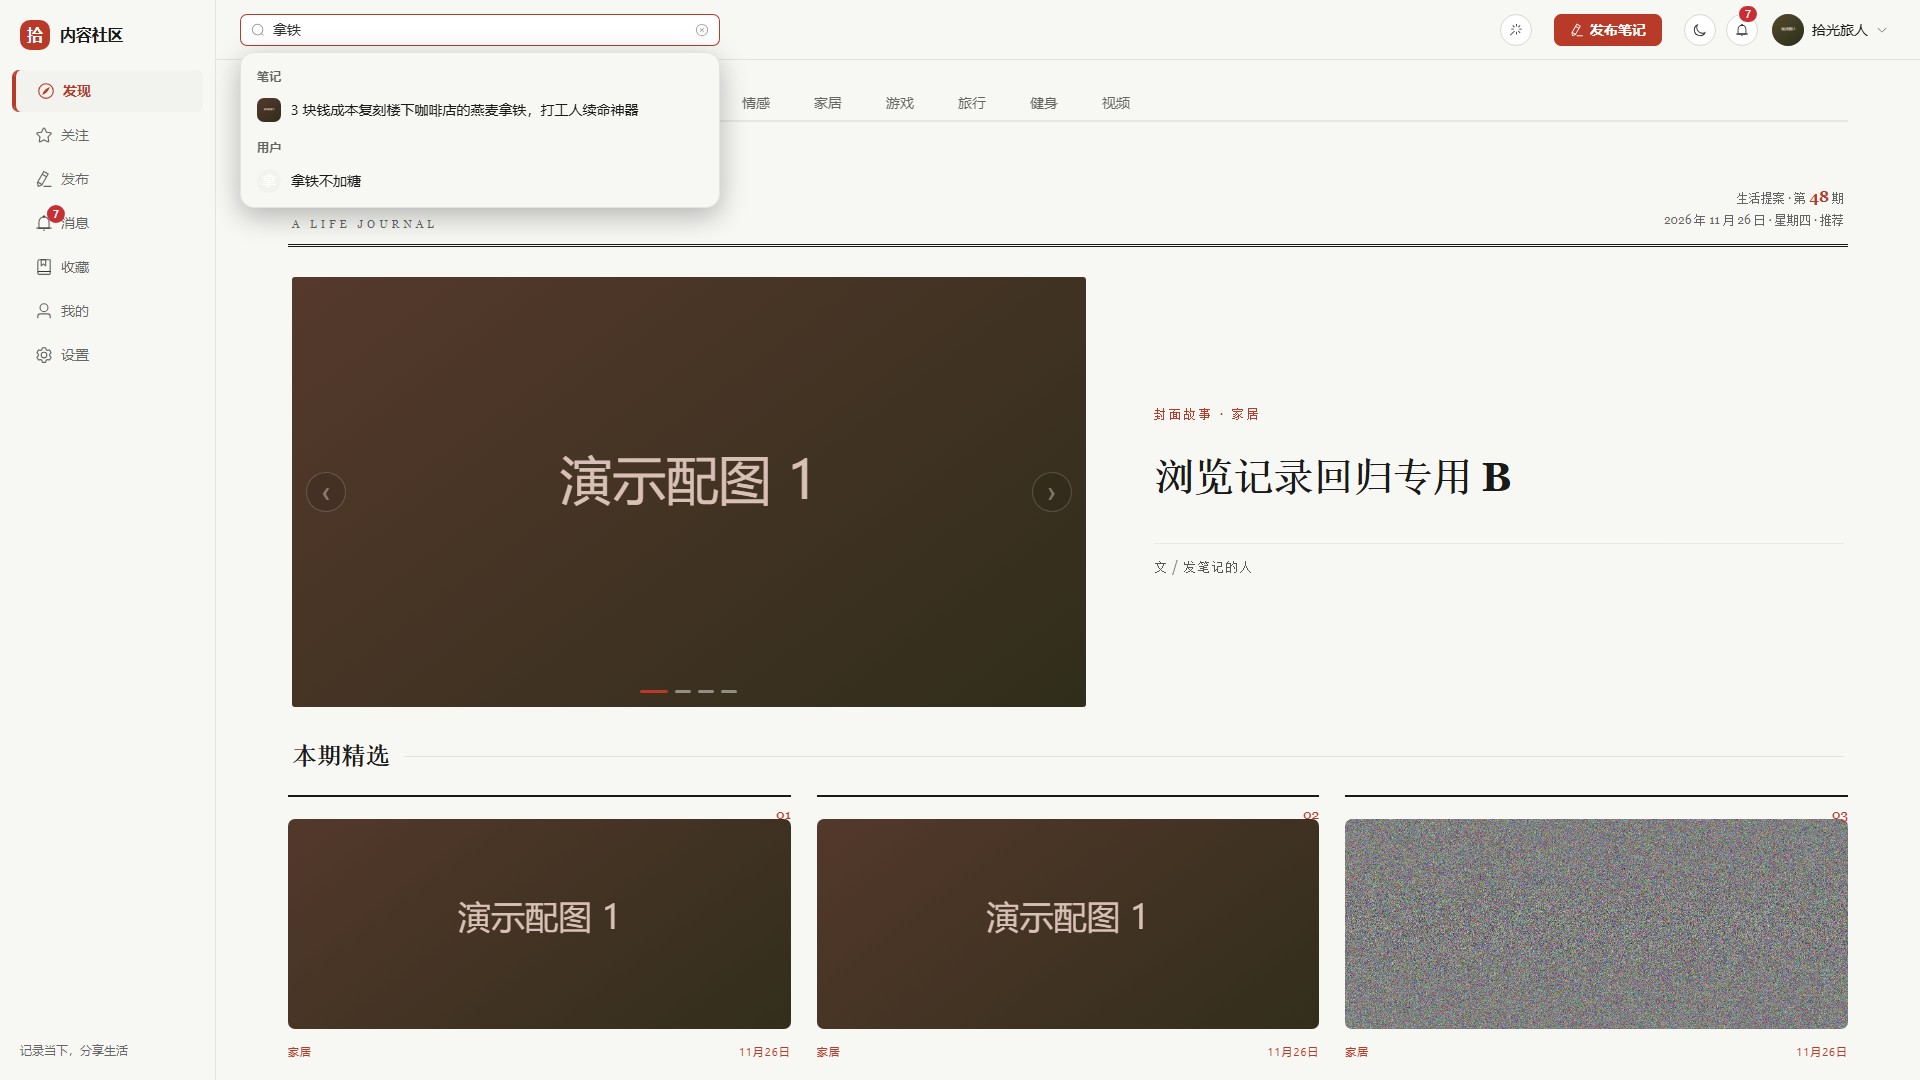 拾 内容社区
发现
关注
发布
7
消息
收藏
我的
设置
记录当下，分享生活
拿铁
发布笔记
7
拾光旅人
笔记
3 块钱成本复刻楼下咖啡店的燕麦拿铁，打工人续命神器
用户
拿 拿铁不加糖
情感 家居 游戏 旅行 健身 视频
A LIFE JOURNAL
生活提案 · 第 48 期
2026 年 11 月 26 日 · 星期四 · 推荐
演示配图 1
封面故事 · 家居
浏览记录回归专用 B
文 / 发笔记的人
本期精选
01
演示配图 1
家居 11月26日
02
演示配图 1
家居 11月26日
03
家居 11月26日